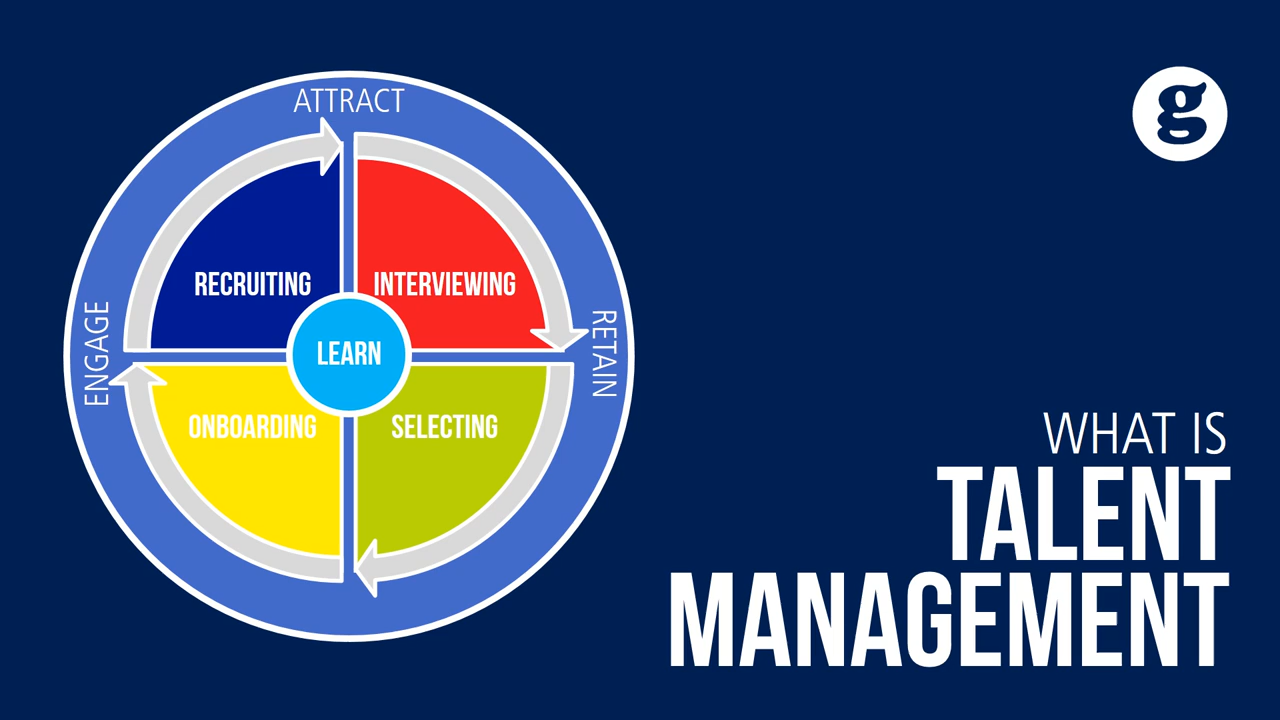 ATTRACT
RECRUITING
INTERVIEWING
ENGAGE
LEARN
RETAIN
ONBOARDING
SELECTING
g
WHAT IS
TALENT
MANAGEMENT